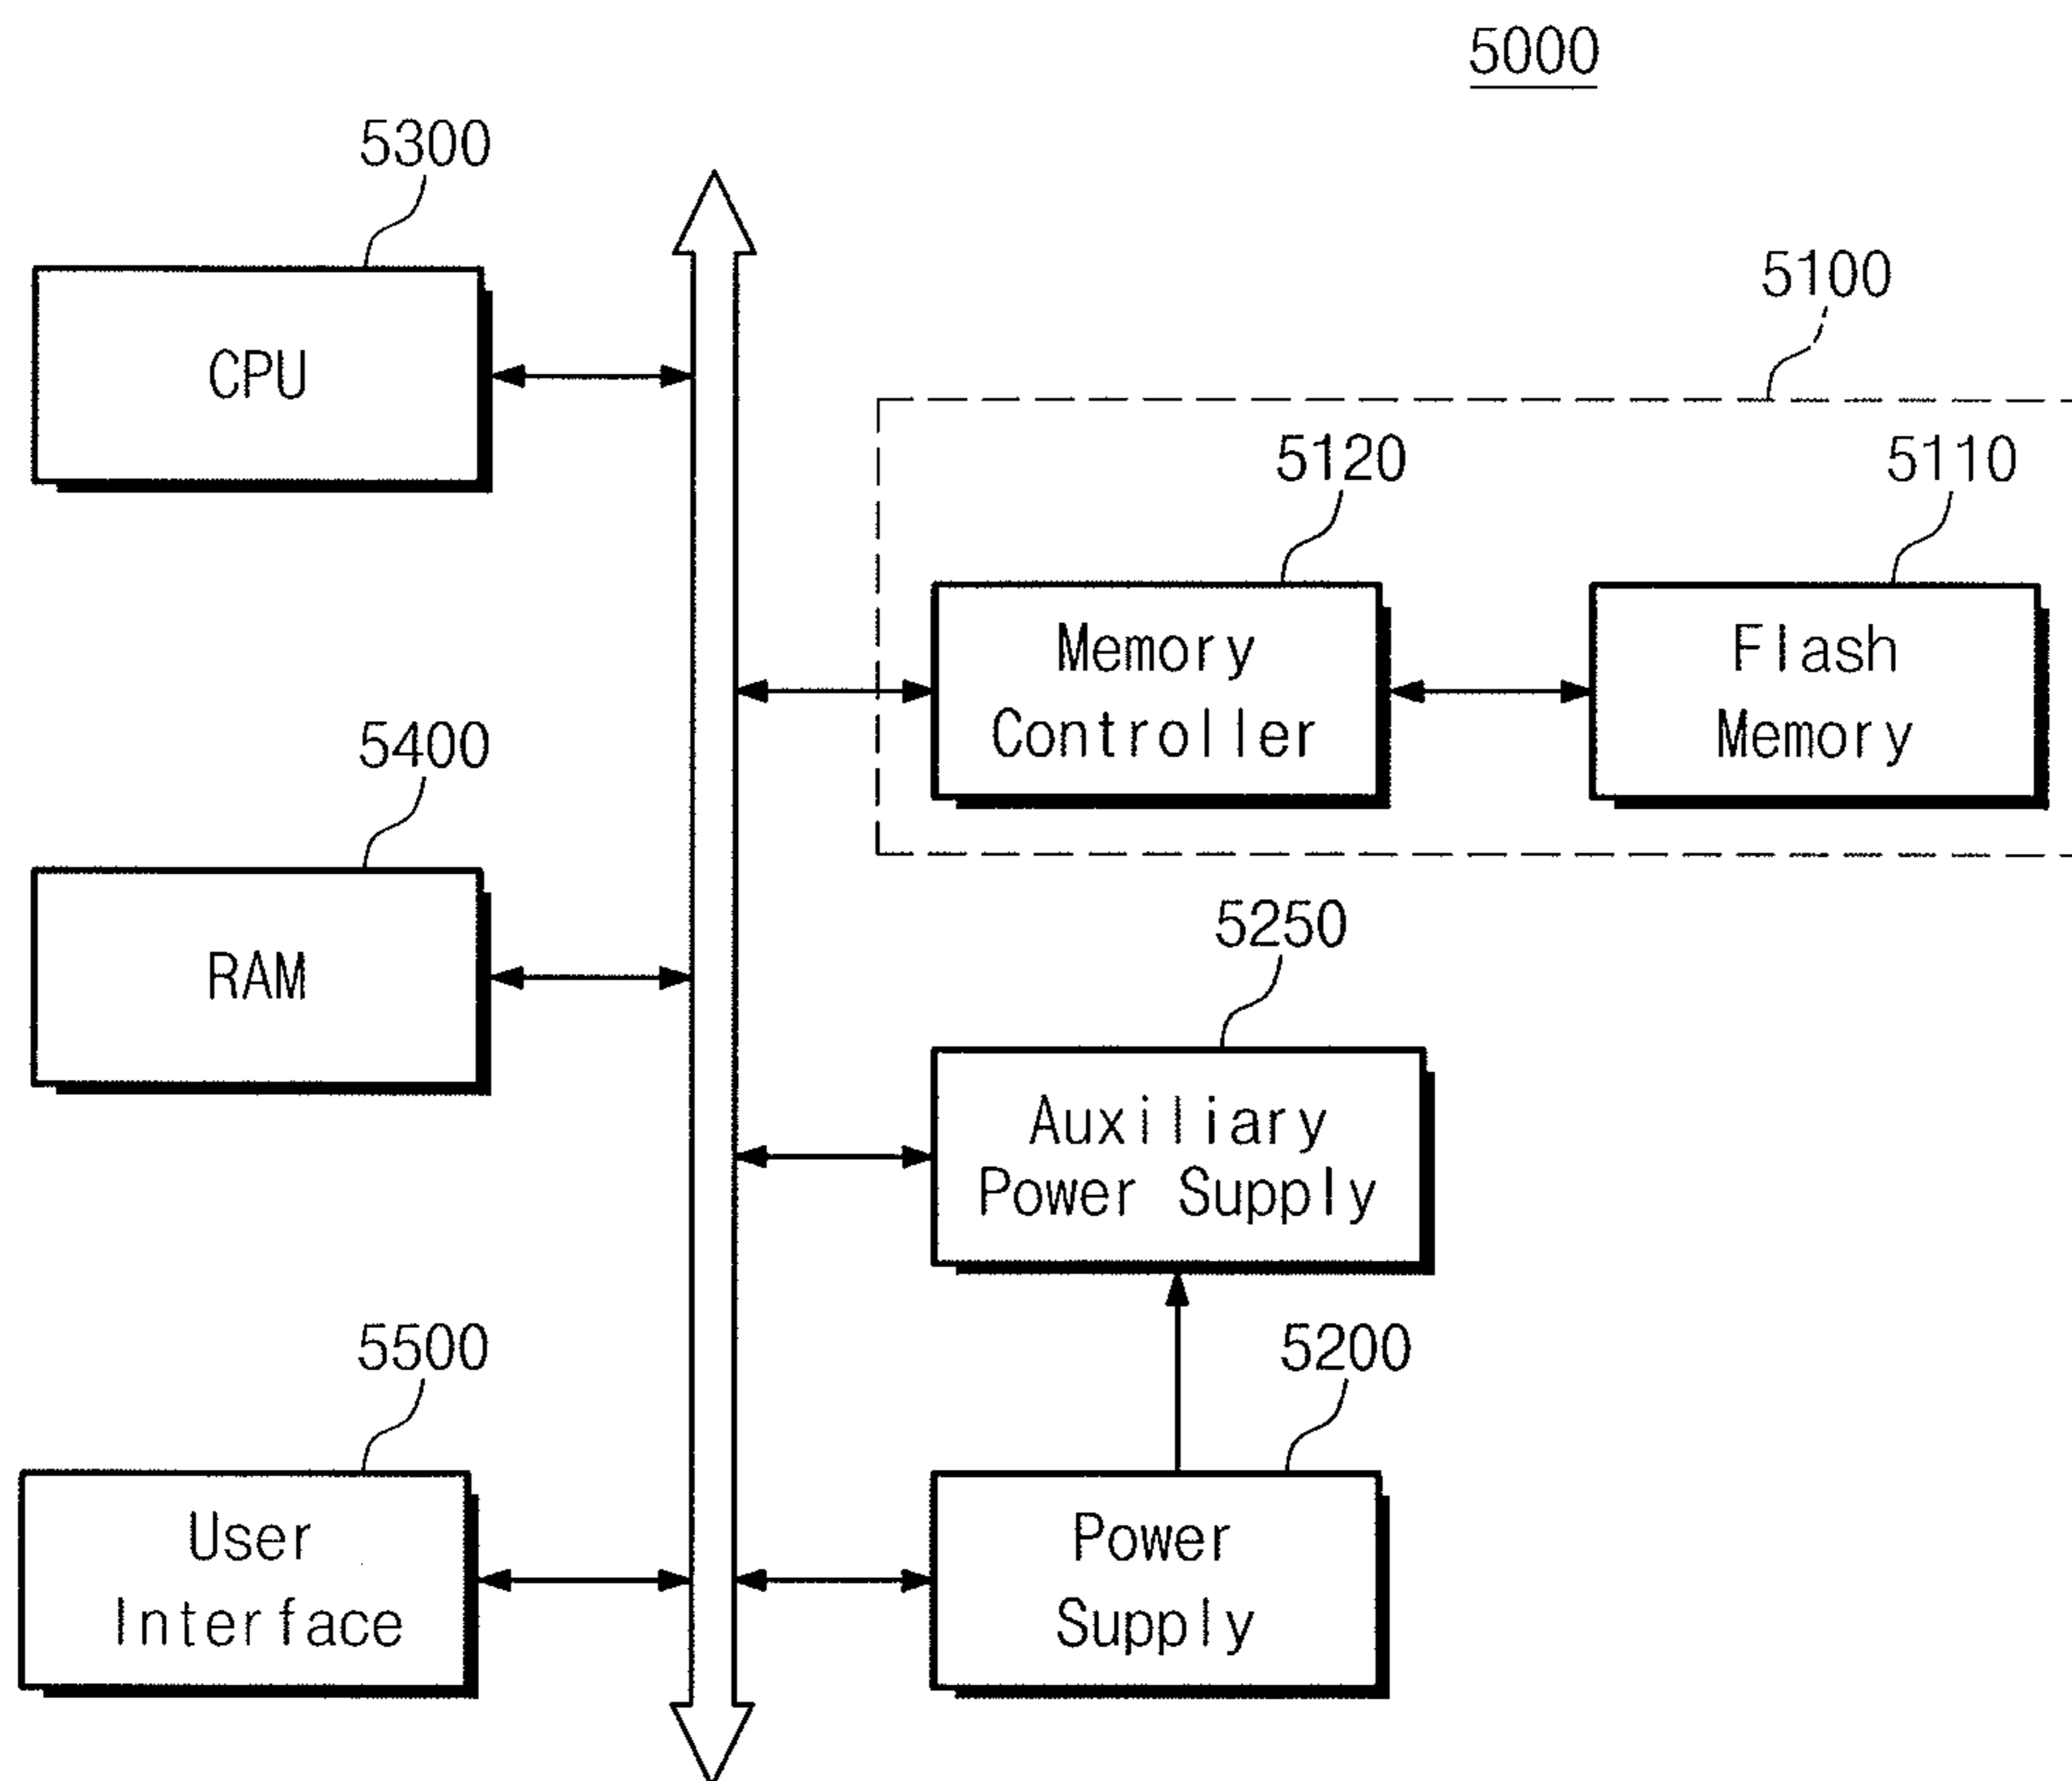 5000
5300
CPU
5100
5120
5110
Memory
Controller
Flash
Memory
5400
RAM
5250
Auxiliary
Power Supply
5500
User
Interface
5200
Power
Supply